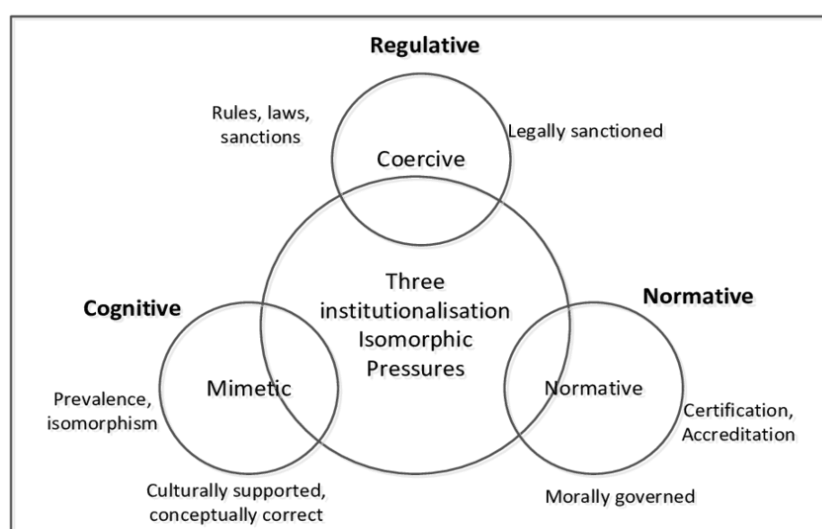 Regulative
Rules, laws,
sanctions
Legally sanctioned
Coercive
Three
institutionalisation
Isomorphic
Pressures
Cognitive
Mimetic
Prevalence,
isomorphism
Culturally supported,
conceptually correct
Normative
Normative
Certification,
Accreditation
Morally governed